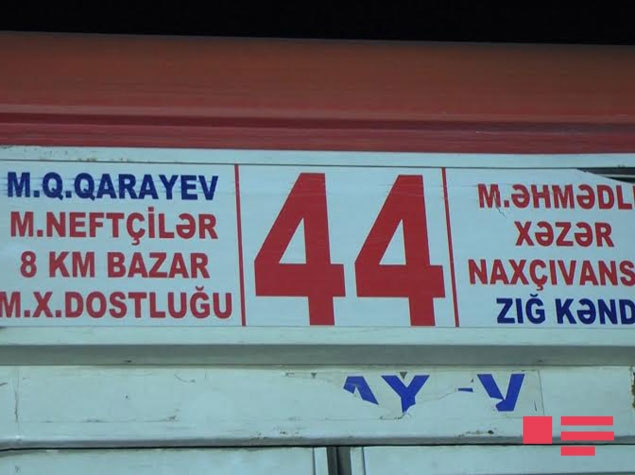 M.Q.QARAYEV
M.NEFTÇİLƏR
8 KM BAZAR
M.X.DOSTLUĞU
44
M.ƏHMƏDLİ
XƏZƏR
NAXÇIVANS
ZIĞ KƏND